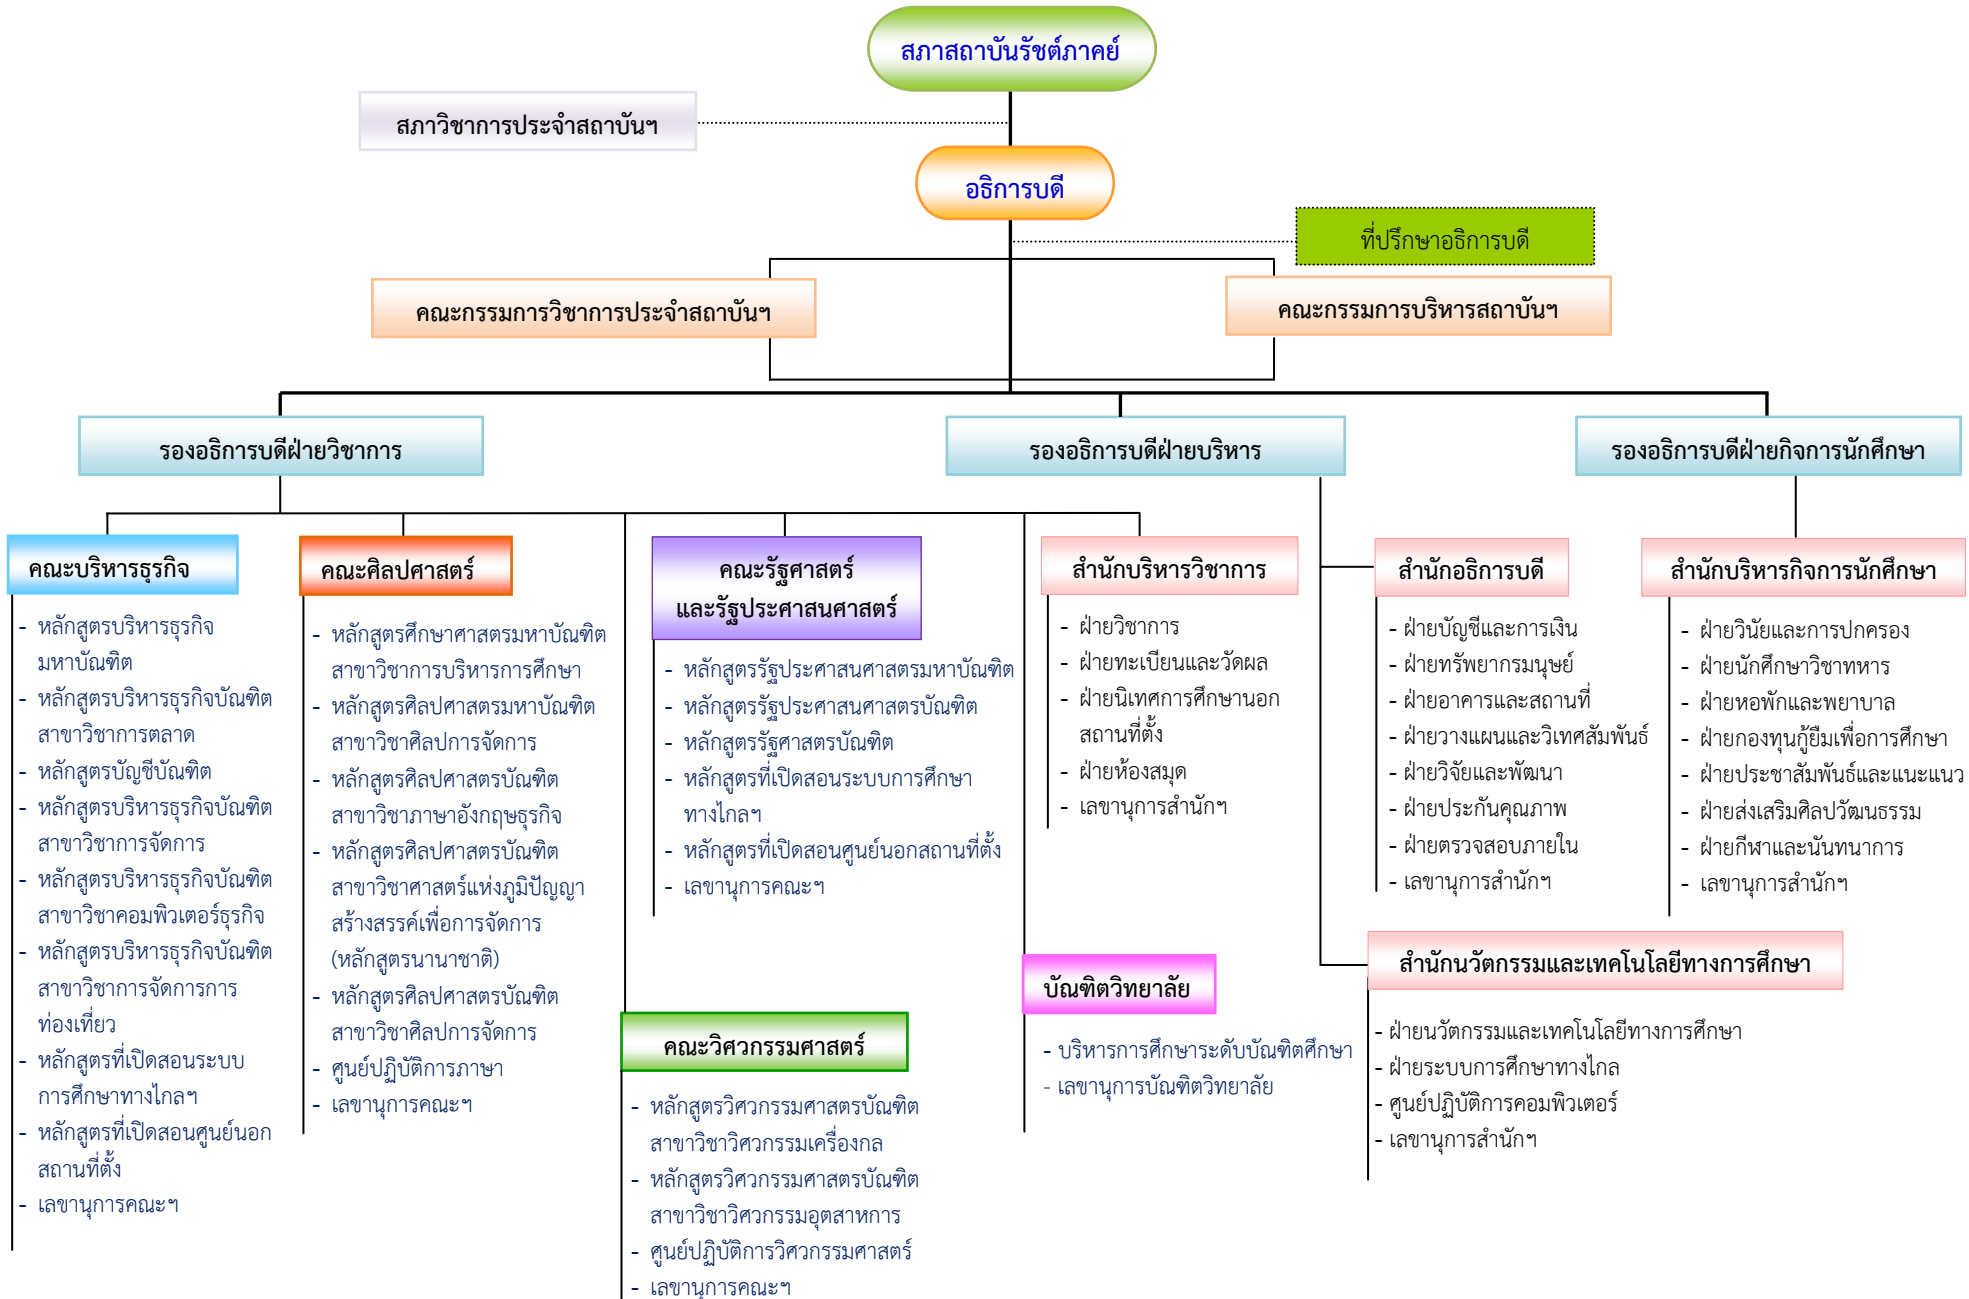 สภาสถาบันรัชต์ภาคย์
สภาวิชาการประจำสถาบันฯ
อธิการบดี
ที่ปรึกษาอธิการบดี
คณะกรรมการวิชาการประจำสถาบันฯ
คณะกรรมการบริหารสถาบันฯ
รองอธิการบดีฝ่ายวิชาการ
รองอธิการบดีฝ่ายบริหาร
รองอธิการบดีฝ่ายกิจการนักศึกษา
คณะบริหารธุรกิจ
- หลักสูตรบริหารธุรกิจ
มหาบัณฑิต
- หลักสูตรบริหารธุรกิจบัณฑิต
สาขาวิชาการตลาด
- หลักสูตรบัญชีบัณฑิต
- หลักสูตรบริหารธุรกิจบัณฑิต
สาขาวิชาการจัดการ
- หลักสูตรบริหารธุรกิจบัณฑิต
สาขาวิชาคอมพิวเตอร์ธุรกิจ
- หลักสูตรบริหารธุรกิจบัณฑิต
สาขาวิชาการจัดการการ
ท่องเที่ยว
- หลักสูตรที่เปิดสอนระบบ
การศึกษาทางไกลฯ
- หลักสูตรที่เปิดสอนศูนย์นอก
สถานที่ตั้ง
- เลขานุการคณะฯ
คณะศิลปศาสตร์
- หลักสูตรศึกษาศาสตรมหาบัณฑิต
สาขาวิชาการบริหารการศึกษา
- หลักสูตรศิลปศาสตรมหาบัณฑิต
สาขาวิชาศิลปการจัดการ
- หลักสูตรศิลปศาสตรบัณฑิต
สาขาวิชาภาษาอังกฤษธุรกิจ
- หลักสูตรศิลปศาสตรบัณฑิต
สาขาวิชาศาสตร์แห่งภูมิปัญญา
สร้างสรรค์เพื่อการจัดการ
(หลักสูตรนานาชาติ)
- หลักสูตรศิลปศาสตรบัณฑิต
สาขาวิชาศิลปการจัดการ
- ศูนย์ปฏิบัติการภาษา
- เลขานุการคณะฯ
คณะรัฐศาสตร์
และรัฐประศาสนศาสตร์
- หลักสูตรรัฐประศาสนศาสตรมหาบัณฑิต
- หลักสูตรรัฐประศาสนศาสตรบัณฑิต
- หลักสูตรรัฐศาสตรบัณฑิต
- หลักสูตรที่เปิดสอนระบบการศึกษา
ทางไกลฯ
- หลักสูตรที่เปิดสอนศูนย์นอกสถานที่ตั้ง
- เลขานุการคณะฯ
คณะวิศวกรรมศาสตร์
- หลักสูตรวิศวกรรมศาสตรบัณฑิต
สาขาวิชาวิศวกรรมเครื่องกล
- หลักสูตรวิศวกรรมศาสตรบัณฑิต
สาขาวิชาวิศวกรรมอุตสาหการ
- ศูนย์ปฏิบัติการวิศวกรรมศาสตร์
- เลขานุการคณะฯ
สำนักบริหารวิชาการ
- ฝ่ายวิชาการ
- ฝ่ายทะเบียนและวัดผล
- ฝ่ายนิเทศการศึกษานอก
สถานที่ตั้ง
- ฝ่ายห้องสมุด
- เลขานุการสำนักฯ
บัณฑิตวิทยาลัย
- บริหารการศึกษาระดับบัณฑิตศึกษา
- เลขานุการบัณฑิตวิทยาลัย
สำนักอธิการบดี
- ฝ่ายบัญชีและการเงิน
- ฝ่ายทรัพยากรมนุษย์
- ฝ่ายอาคารและสถานที่
- ฝ่ายวางแผนและวิเทศสัมพันธ์
- ฝ่ายวิจัยและพัฒนา
- ฝ่ายประกันคุณภาพ
- ฝ่ายตรวจสอบภายใน
- เลขานุการสำนักฯ
สำนักนวัตกรรมและเทคโนโลยีทางการศึกษา
- ฝ่ายนวัตกรรมและเทคโนโลยีทางการศึกษา
- ฝ่ายระบบการศึกษาทางไกล
- ศูนย์ปฏิบัติการคอมพิวเตอร์
- เลขานุการสำนักฯ
สำนักบริหารกิจการนักศึกษา
- ฝ่ายวินัยและการปกครอง
- ฝ่ายนักศึกษาวิชาทหาร
- ฝ่ายหอพักและพยาบาล
- ฝ่ายกองทุนกู้ยืมเพื่อการศึกษา
- ฝ่ายประชาสัมพันธ์และแนะแนว
- ฝ่ายส่งเสริมศิลปวัฒนธรรม
- ฝ่ายกีฬาและนันทนาการ
- เลขานุการสำนักฯ